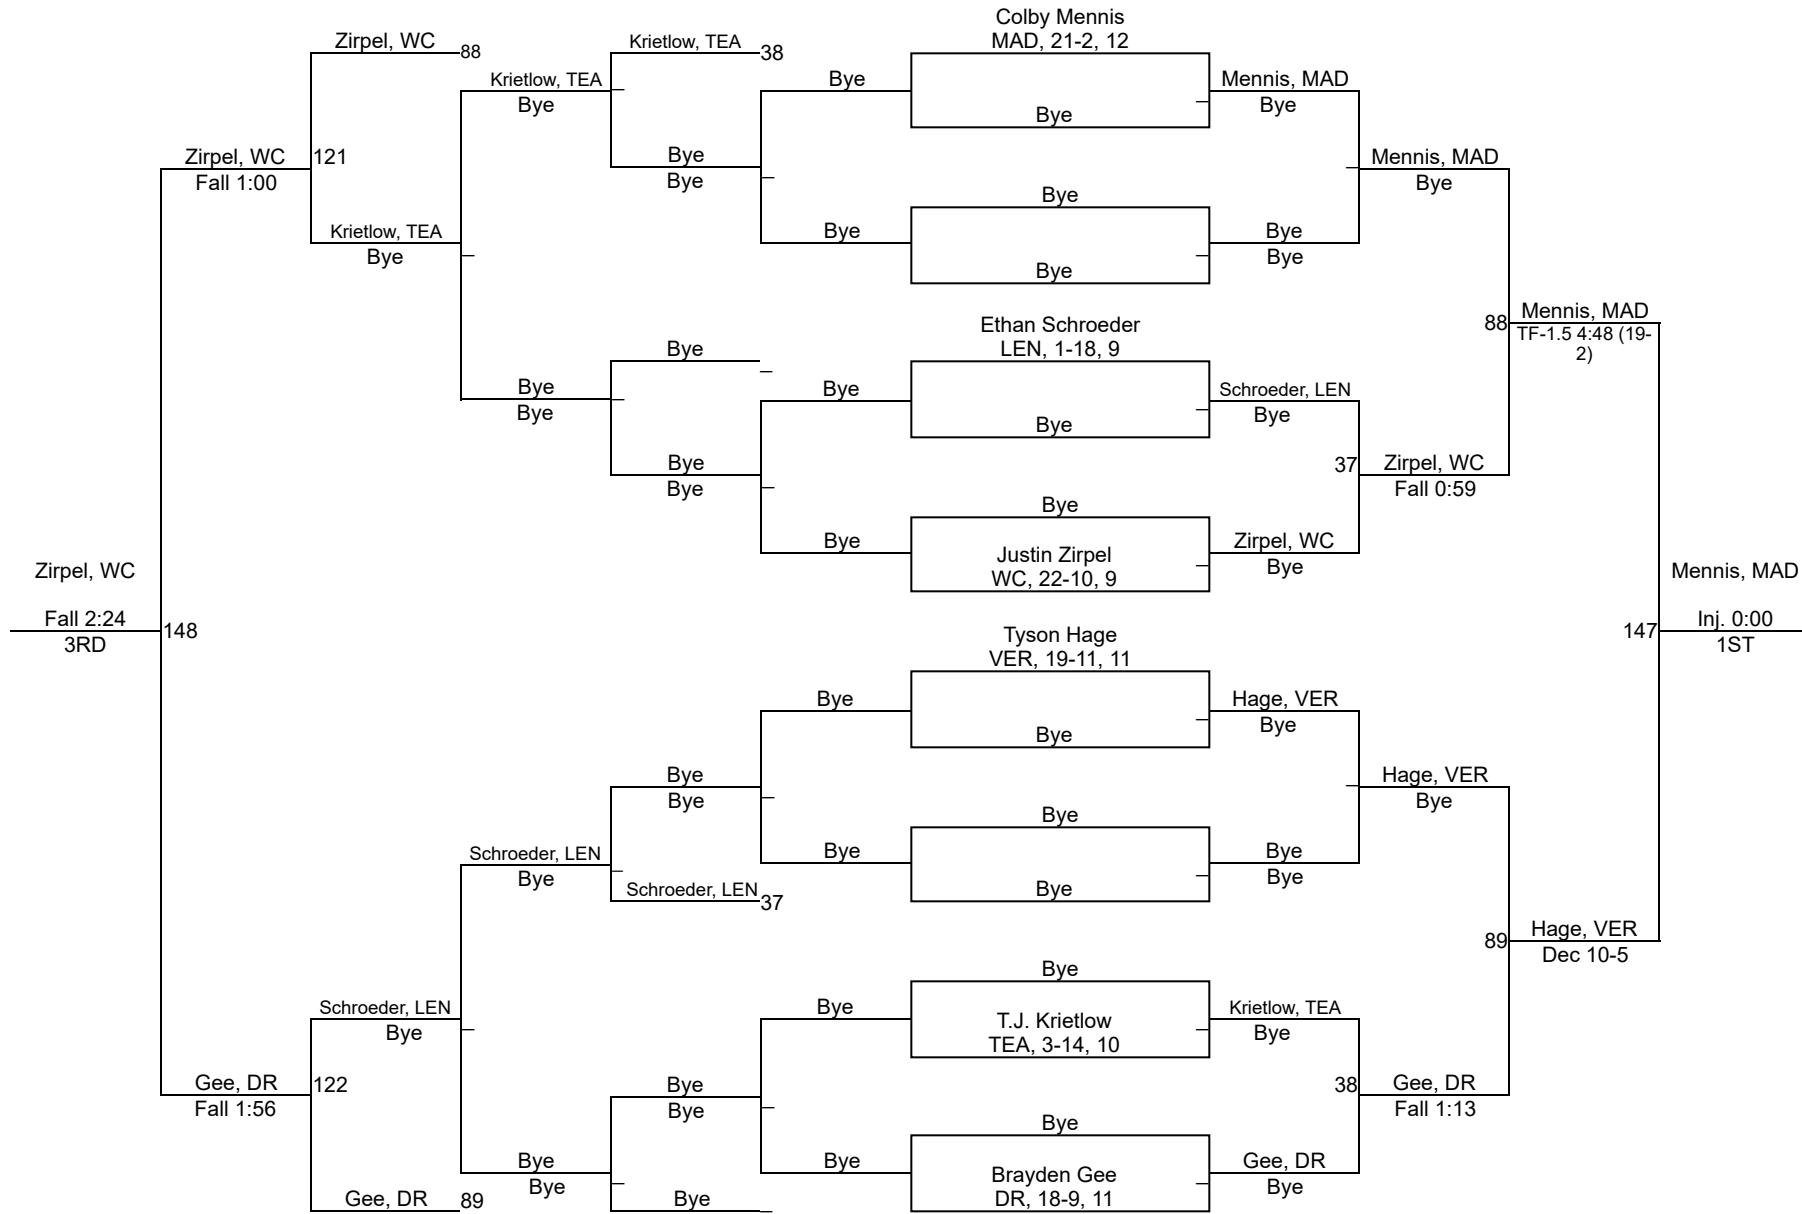 Colby Mennis
MAD, 21-2, 12
Zirpel, WC
88
Krietlow, TEA
38
Krietlow, TEA
Bye
Bye
Bye
Mennis, MAD
Bye
Zirpel, WC
Fall 1:00
121
Bye
Bye
Mennis, MAD
Bye
Bye
Krietlow, TEA
Bye
Bye
Bye
Bye
Bye
Ethan Schroeder
LEN, 1-18, 9
88
Mennis, MAD
TF-1.5 4:48 (19-
2)
Bye
Bye
Bye
Bye
Bye
Schroeder, LEN
Bye
Bye
Bye
37
Zirpel, WC
Fall 0:59
Bye
Bye
Justin Zirpel
WC, 22-10, 9
Zirpel, WC
Bye
Zirpel, WC
Fall 2:24
3RD
148
Mennis, MAD
147
Inj. 0:00
1ST
Tyson Hage
VER, 19-11, 11
Bye
Bye
Hage, VER
Bye
Bye
Bye
Hage, VER
Bye
Bye
Schroeder, LEN
Bye
Bye
Bye
Bye
Bye
Schroeder, LEN
37
89
Hage, VER
Dec 10-5
Bye
Schroeder, LEN
Bye
Bye
T.J. Krietlow
TEA, 3-14, 10
Krietlow, TEA
Bye
Gee, DR
Fall 1:56
122
Bye
Bye
38
Gee, DR
Fall 1:13
Bye
Bye
Bye
Bye
Brayden Gee
DR, 18-9, 11
Gee, DR
Bye
Gee, DR
89
Bye